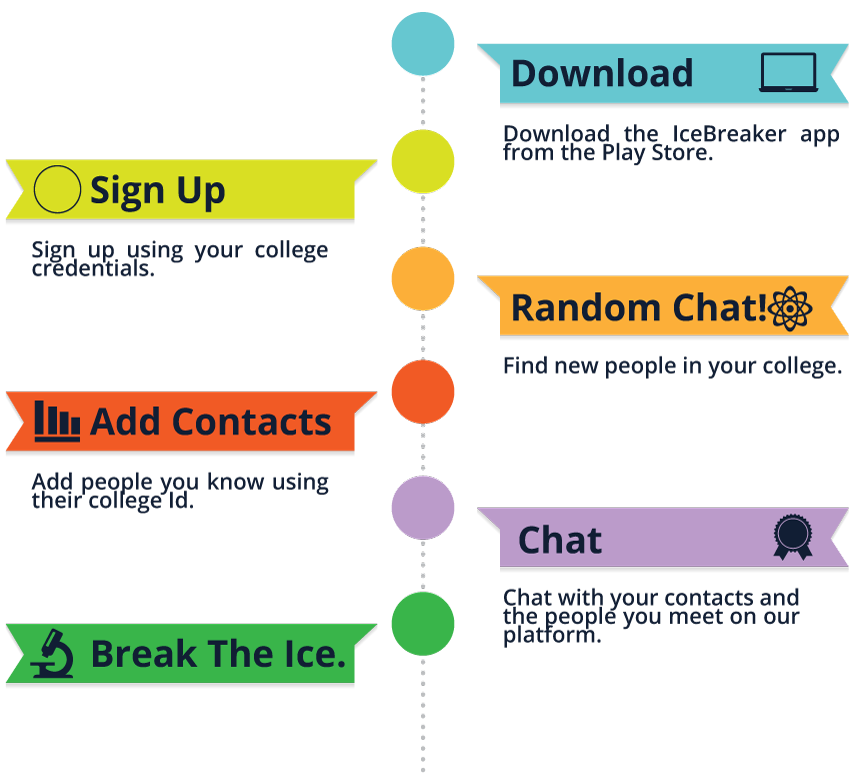 Download
Download the IceBreaker app
from the Play Store.
Sign Up
Sign up using your college
credentials.
Random Chat!
Find new people in your college.
Add Contacts
Add people you know using
their college Id.
Chat
Chat with your contacts and
the people you meet on our
platform.
Break The Ice.